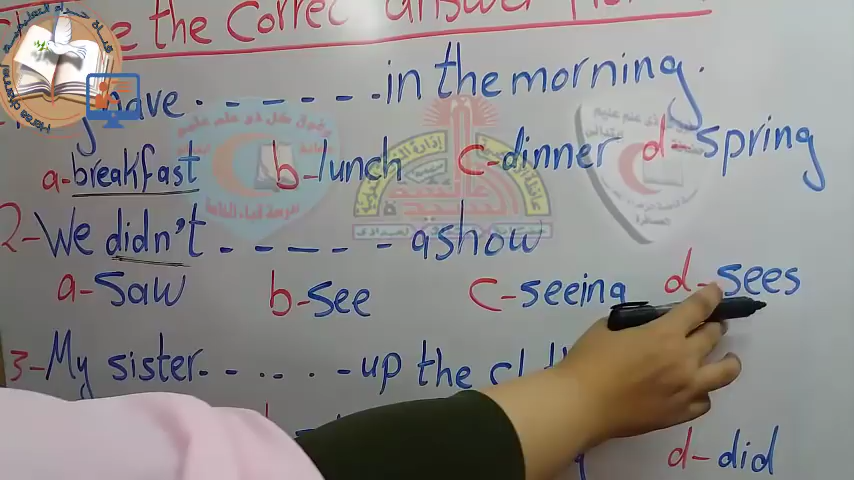 the correc answer
have - - - - - - in the morning.
a-breakfast b-lunch c-dinner d-spring
2-We didn't - - - - - a show
a-saw b-see c-seeing d-sees
3-My sister - - - - - up the
d-did